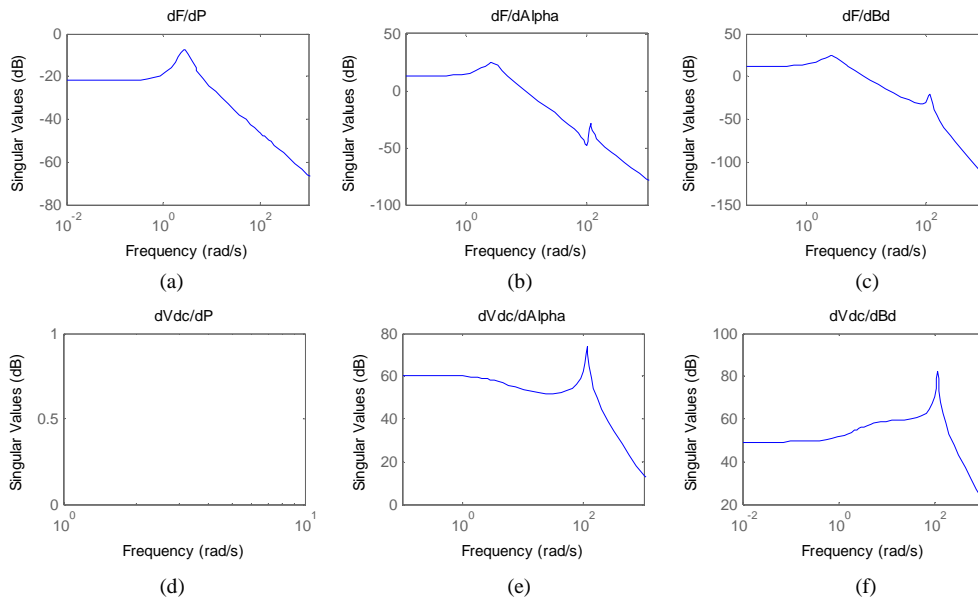 dF/dP
dF/dAlpha
dF/dBd
Singular Values (dB)
0
-20
-40
-60
-80
10^-2
10^0
10^2
Frequency (rad/s)
(a)
Singular Values (dB)
50
0
-50
-100
10^0
10^2
Frequency (rad/s)
(b)
Singular Values (dB)
50
0
-50
-100
-150
10^0
10^2
Frequency (rad/s)
(c)
dVdc/dP
dVdc/dAlpha
dVdc/dBd
Singular Values (dB)
1
0.5
0
10^0
10^1
Frequency (rad/s)
(d)
Singular Values (dB)
80
60
40
20
0
10^0
10^2
Frequency (rad/s)
(e)
Singular Values (dB)
100
80
60
40
20
10^-2
10^0
10^2
Frequency (rad/s)
(f)